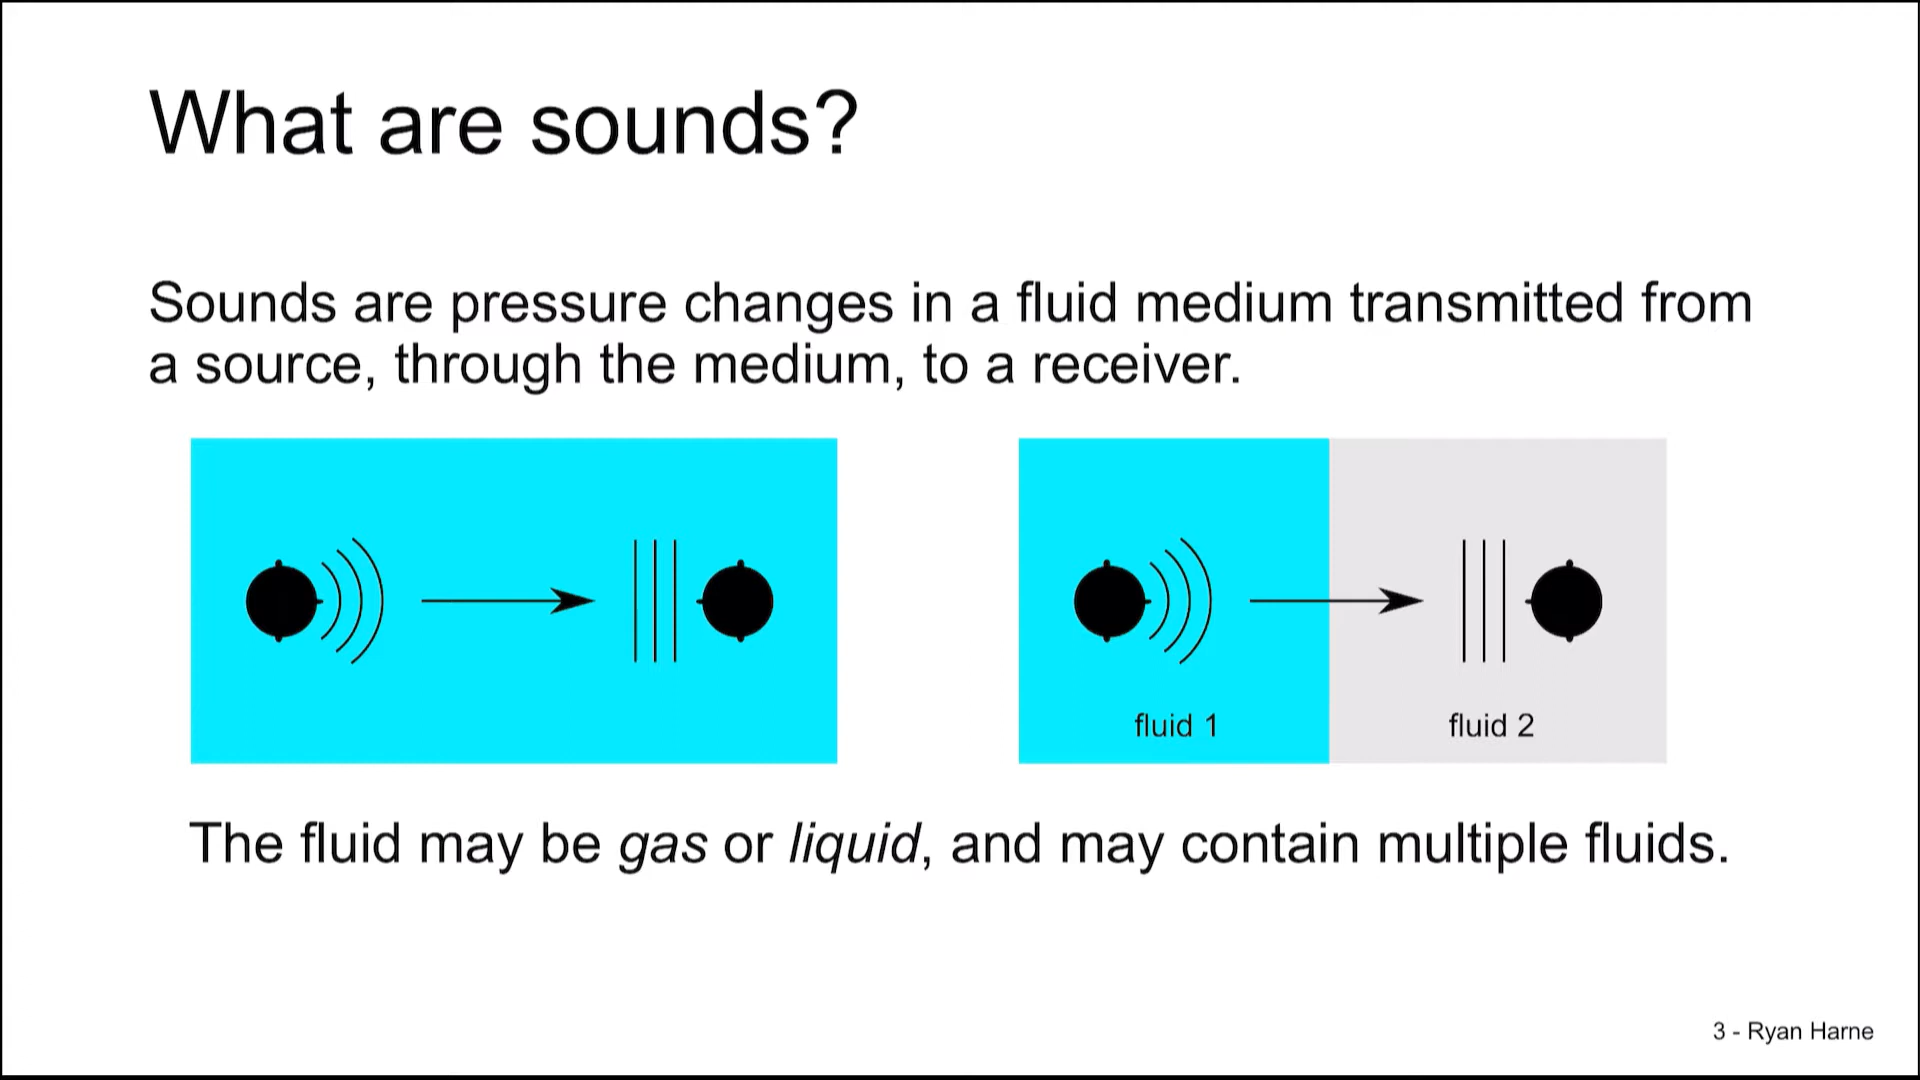 What are sounds?
Sounds are pressure changes in a fluid medium transmitted from
a source, through the medium, to a receiver.
fluid 1
fluid 2
The fluid may be gas or liquid, and may contain multiple fluids.
3 - Ryan Harne